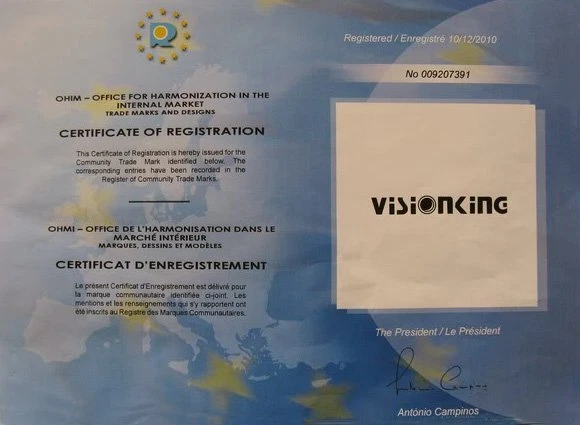 R
OHIM – OFFICE FOR HARMONIZATION IN THE
INTERNAL MARKET
TRADE MARKS AND DESIGNS
CERTIFICATE OF REGISTRATION
This Certificate of Registration is hereby issued for the
Community Trade Mark identified below. The
corresponding entries have been recorded in the
Register of Community Trade Marks.
OHMI – OFFICE DE L'HARMONISATION DANS LE
MARCHÉ INTÉRIEUR
MARQUES, DESSINS ET MODÈLES
CERTIFICAT D'ENREGISTREMENT
Le présent Certificat d'Enregistrement est délivré pour
la marque communautaire identifiée ci-joint. Les
mentions et les renseignements qui s'y rapportent ont
été inscrits au Registre des Marques Communautaires.
Registered / Enregistré 10/12/2010
No 009207391
VISIONKING
The President / Le Président
António Campinos
António Campinos